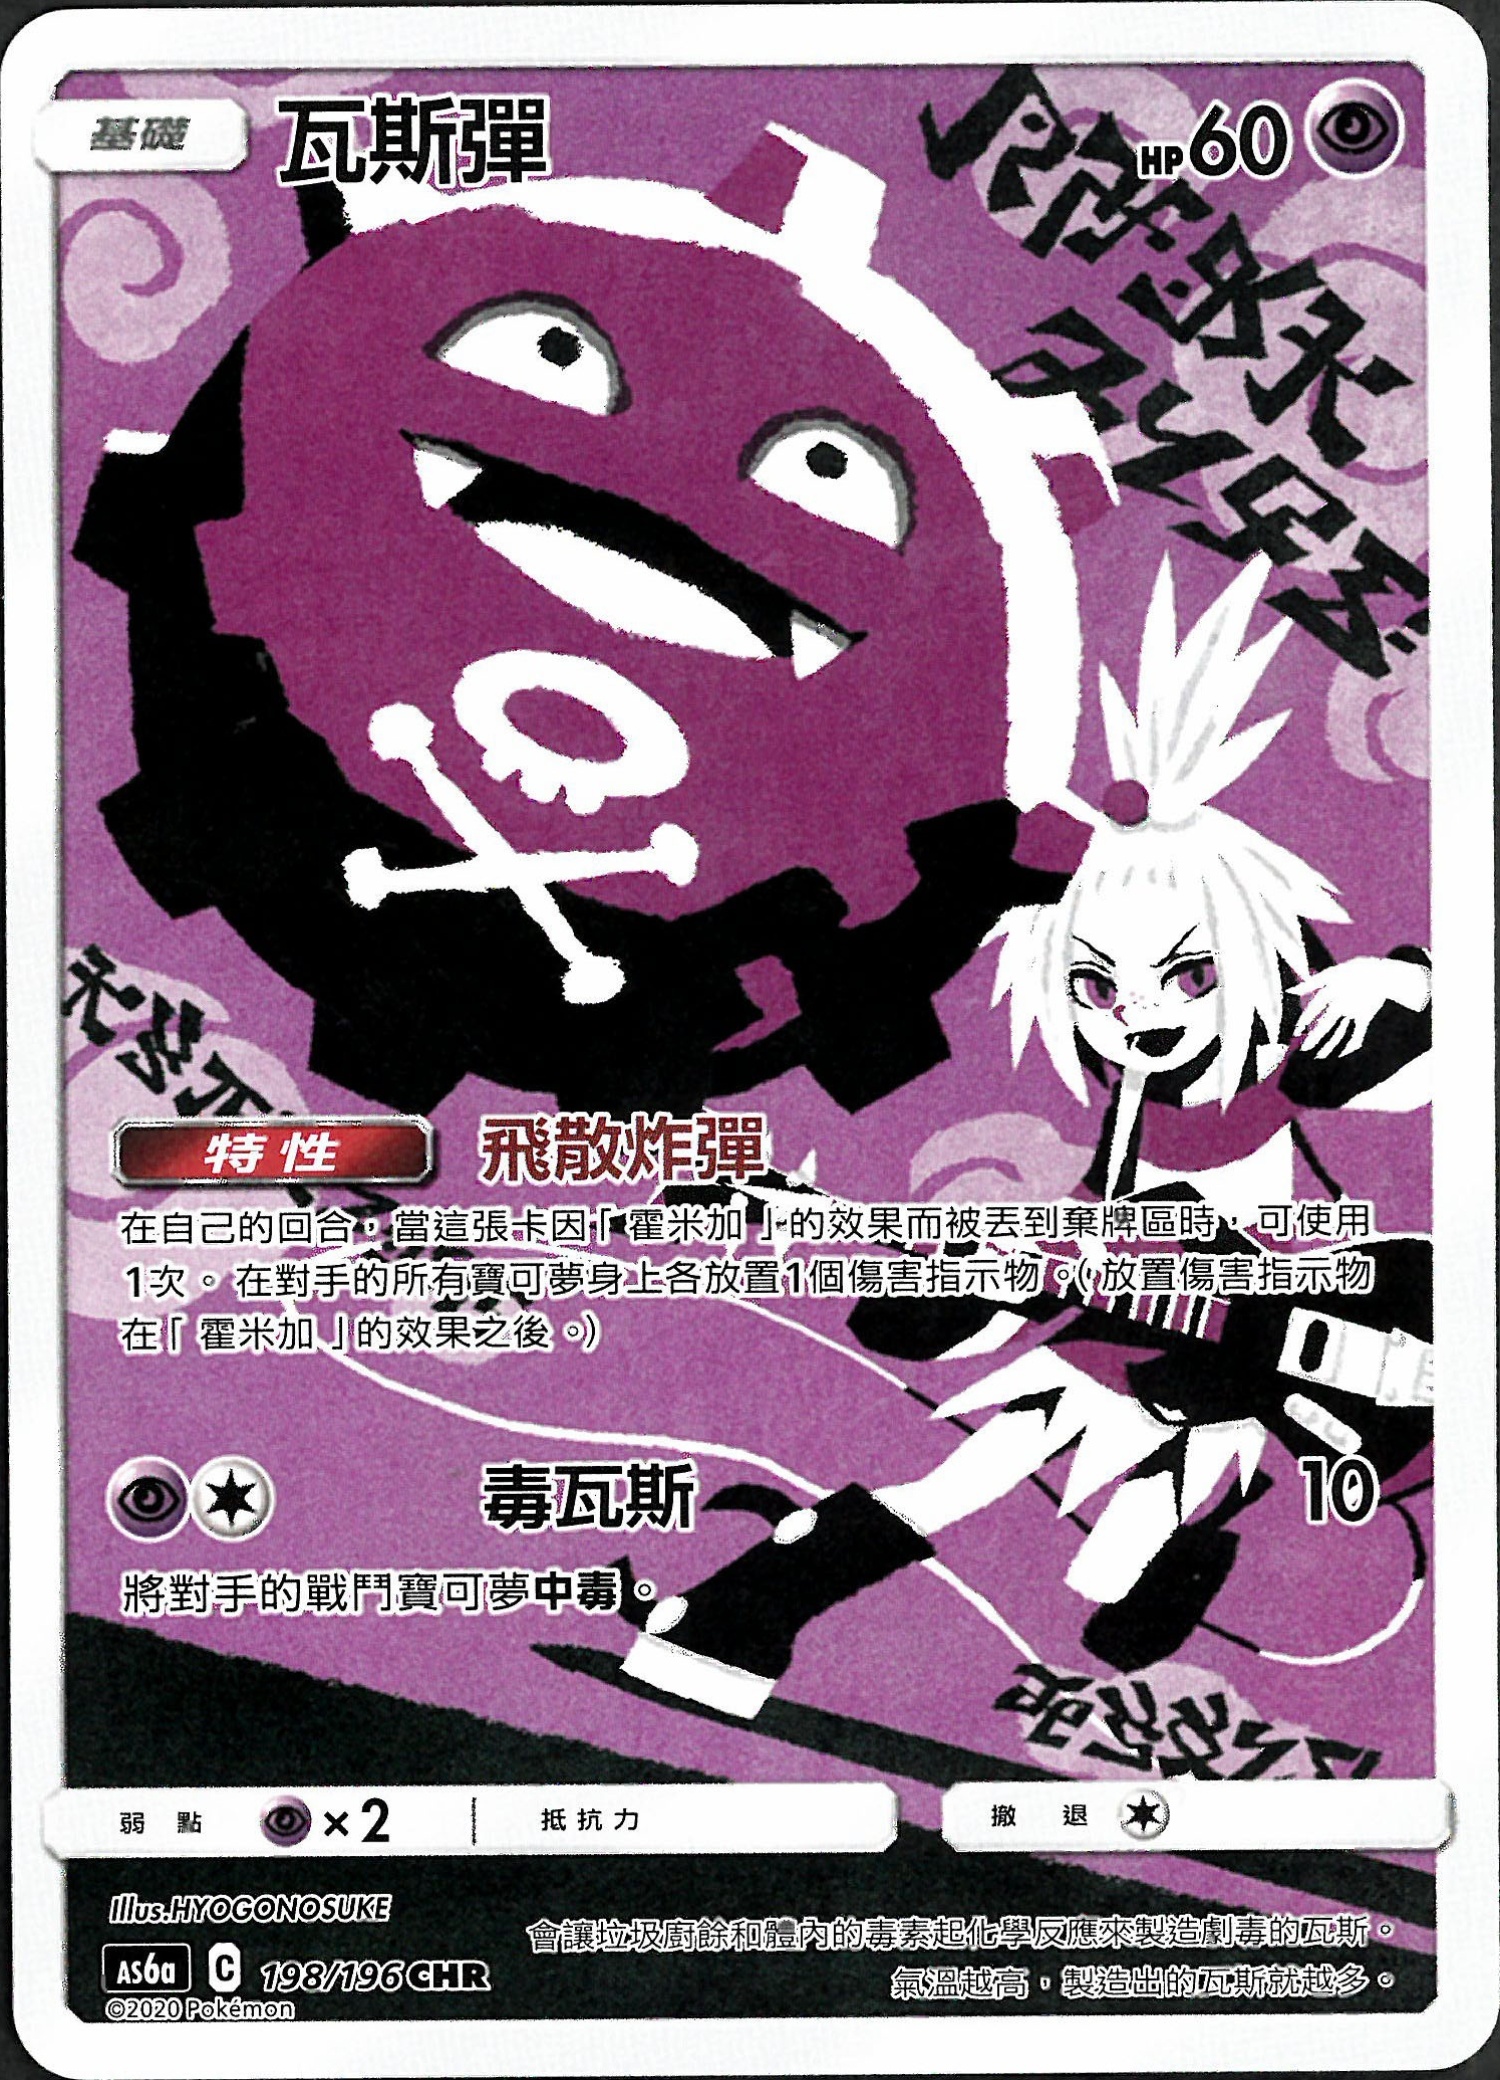 基礎
瓦斯彈
HP60
特性
飛散炸彈
在自己的回合，當這張卡因「霍米加」的效果而被丟到棄牌區時，可使用
1次。在對手的所有寶可夢身上各放置1個傷害指示物。（放置傷害指示物
在「霍米加」的效果之後。）
毒瓦斯
10
將對手的戰鬥寶可夢中毒。
弱點
×2
抵抗力
撤退
Illus.HYOGONOSUKE
會讓垃圾廚餘和體內的毒素起化學反應來製造劇毒的瓦斯。
氣溫越高，製造出的瓦斯就越多。
AS6a C 198/196 CHR
©2020 Pokémon